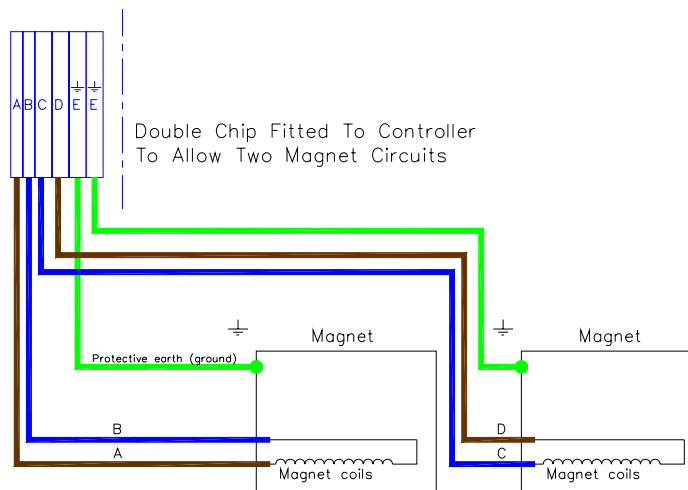 A B C D E E
Double Chip Fitted To Controller
To Allow Two Magnet Circuits
Magnet
Magnet
Protective earth (ground)
B
A
Magnet coils
D
C
Magnet coils